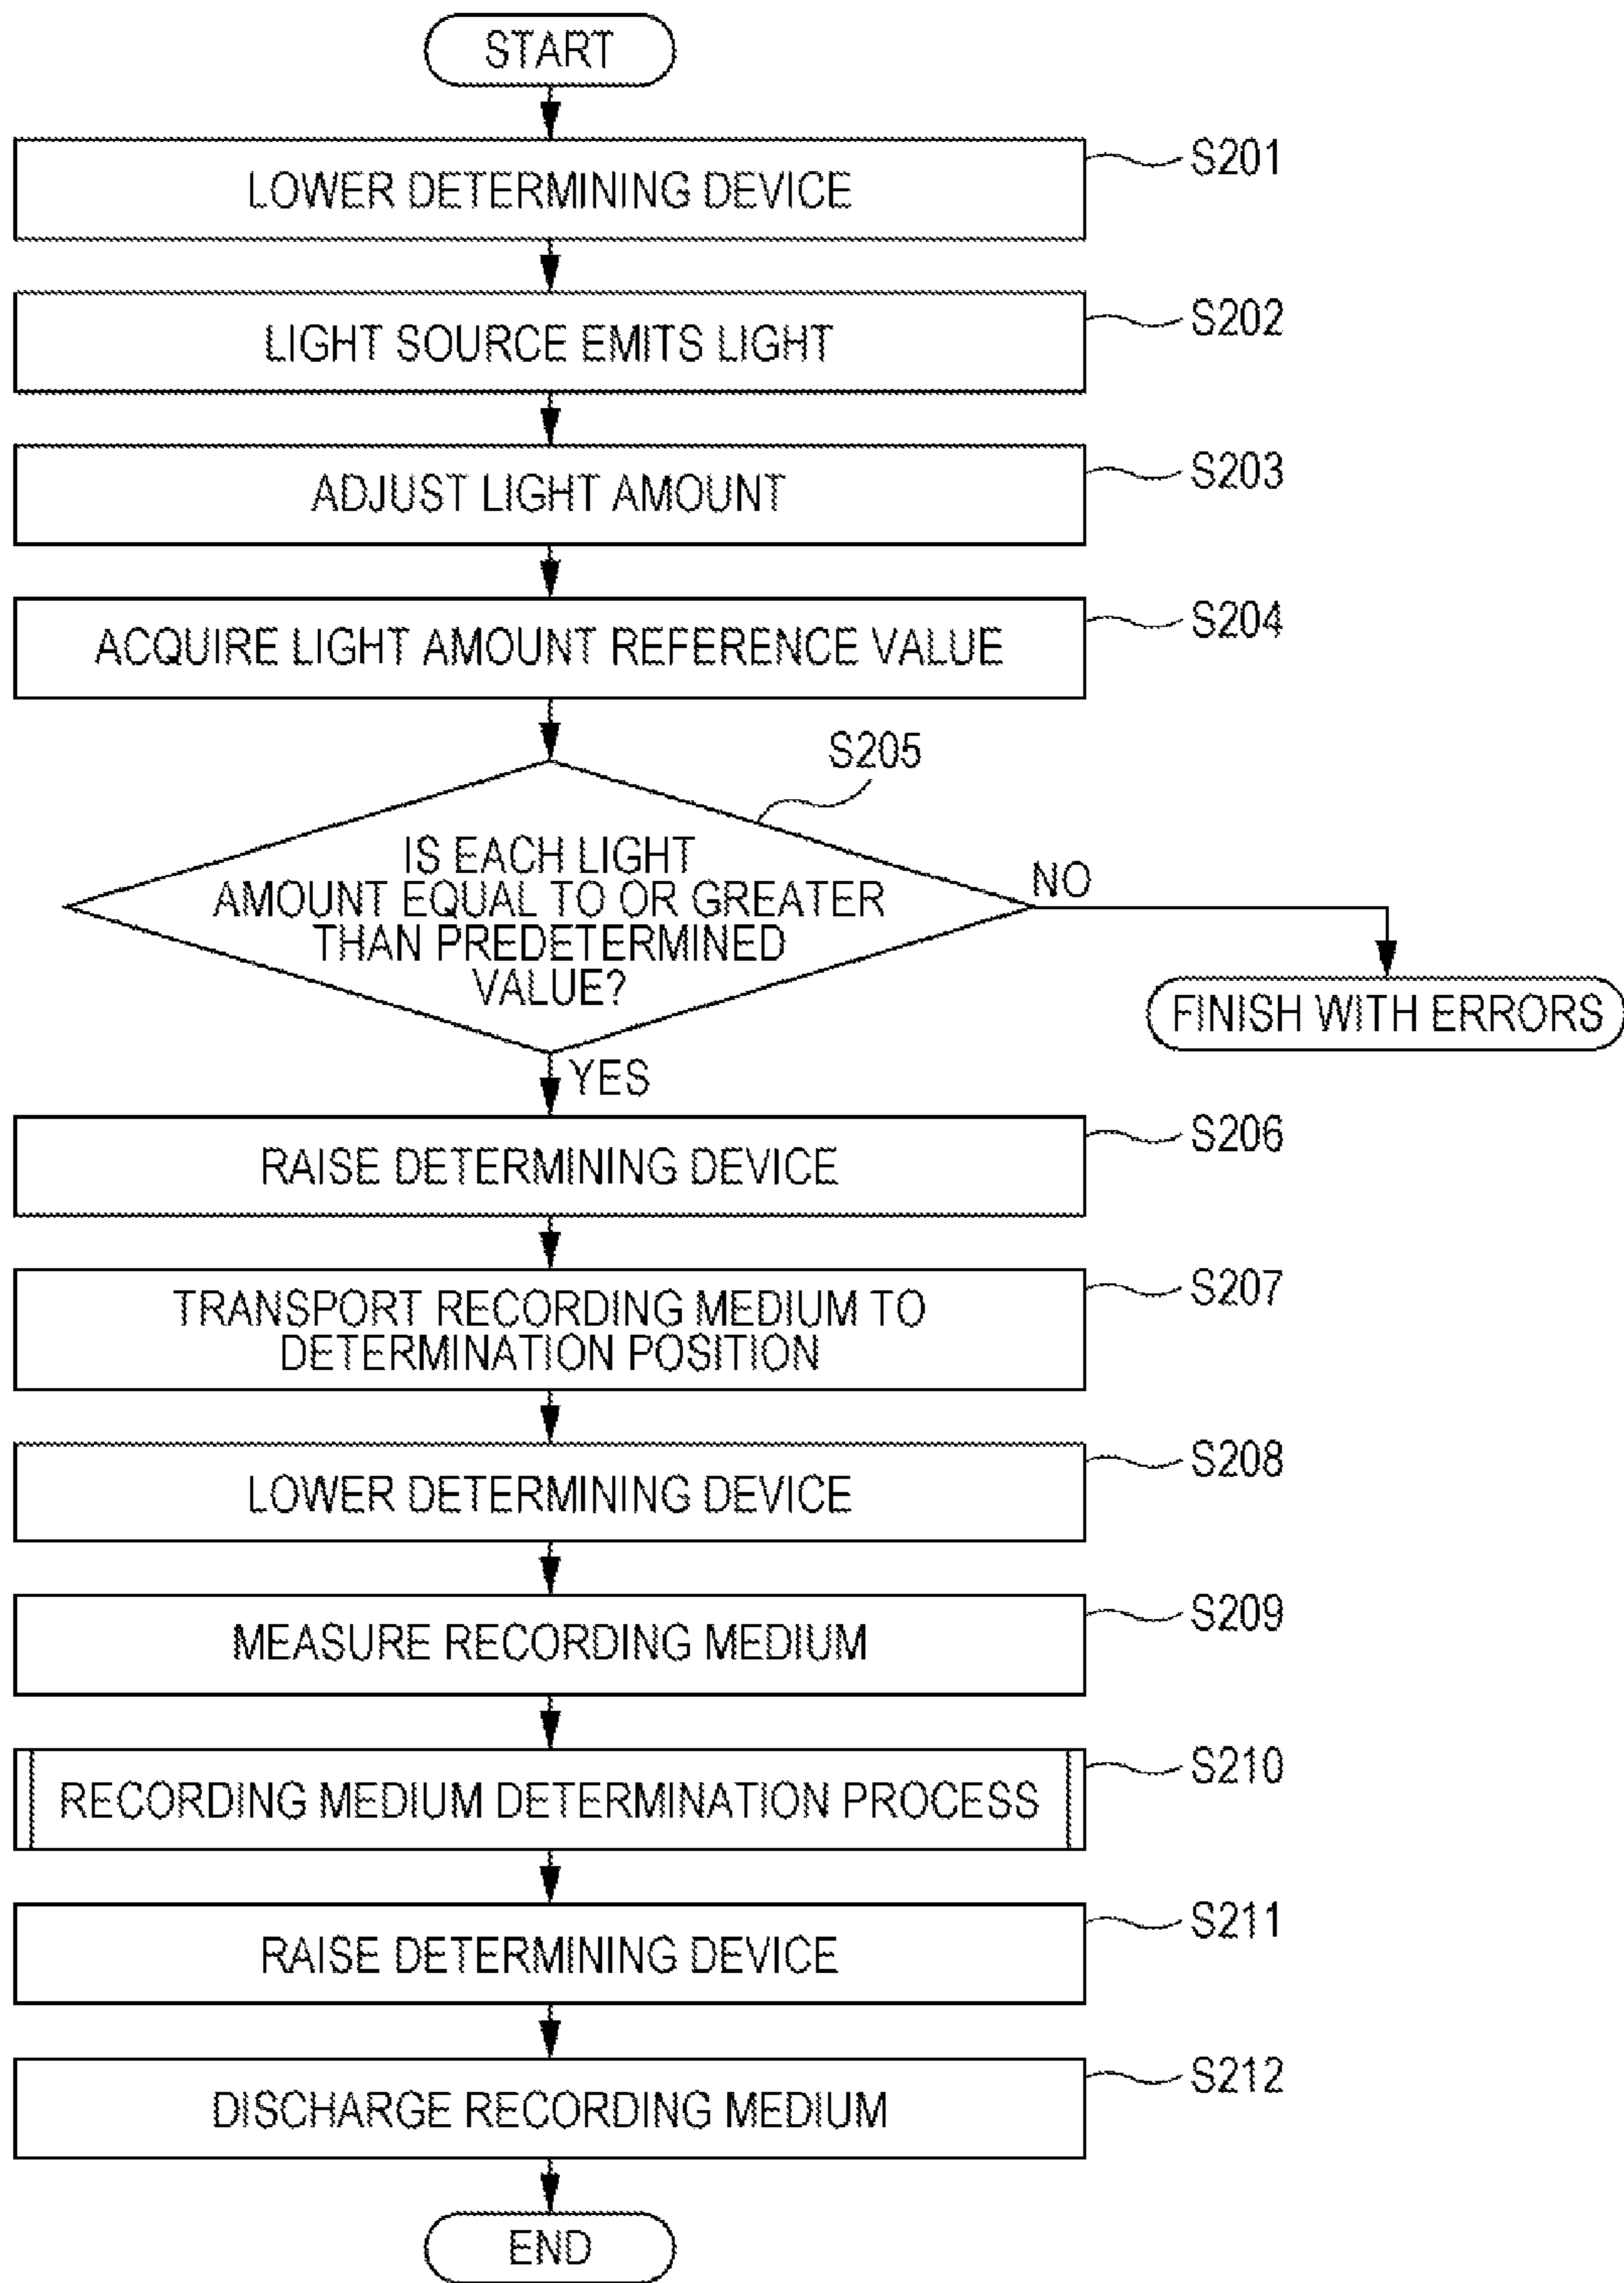 START
LOWER DETERMINING DEVICE
S201
LIGHT SOURCE EMITS LIGHT
S202
ADJUST LIGHT AMOUNT
S203
ACQUIRE LIGHT AMOUNT REFERENCE VALUE
S204
S205
IS EACH LIGHT
AMOUNT EQUAL TO OR GREATER
THAN PREDETERMINED
VALUE?
NO
FINISH WITH ERRORS
YES
RAISE DETERMINING DEVICE
S206
TRANSPORT RECORDING MEDIUM TO
DETERMINATION POSITION
S207
LOWER DETERMINING DEVICE
S208
MEASURE RECORDING MEDIUM
S209
RECORDING MEDIUM DETERMINATION PROCESS
S210
RAISE DETERMINING DEVICE
S211
DISCHARGE RECORDING MEDIUM
S212
END